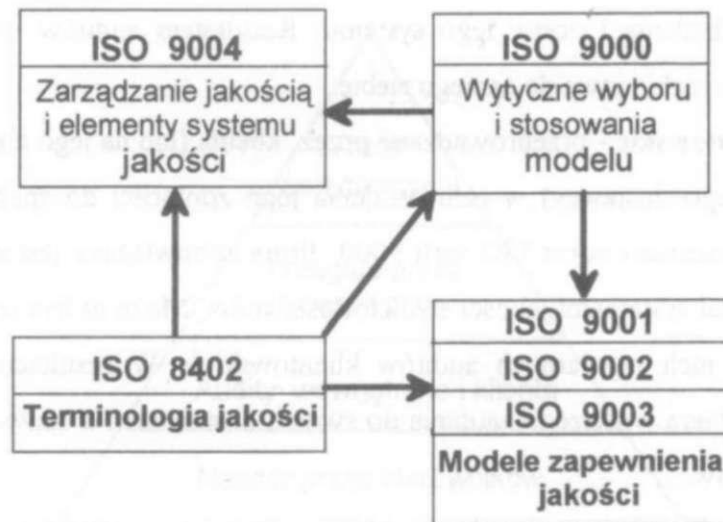 ISO 9004
Zarządzanie jakością
i elementy systemu
jakości
ISO 9000
Wytyczne wyboru
i stosowania
modelu
ISO 8402
Terminologia jakości
ISO 9001
ISO 9002
ISO 9003
Modele zapewnienia
jakości